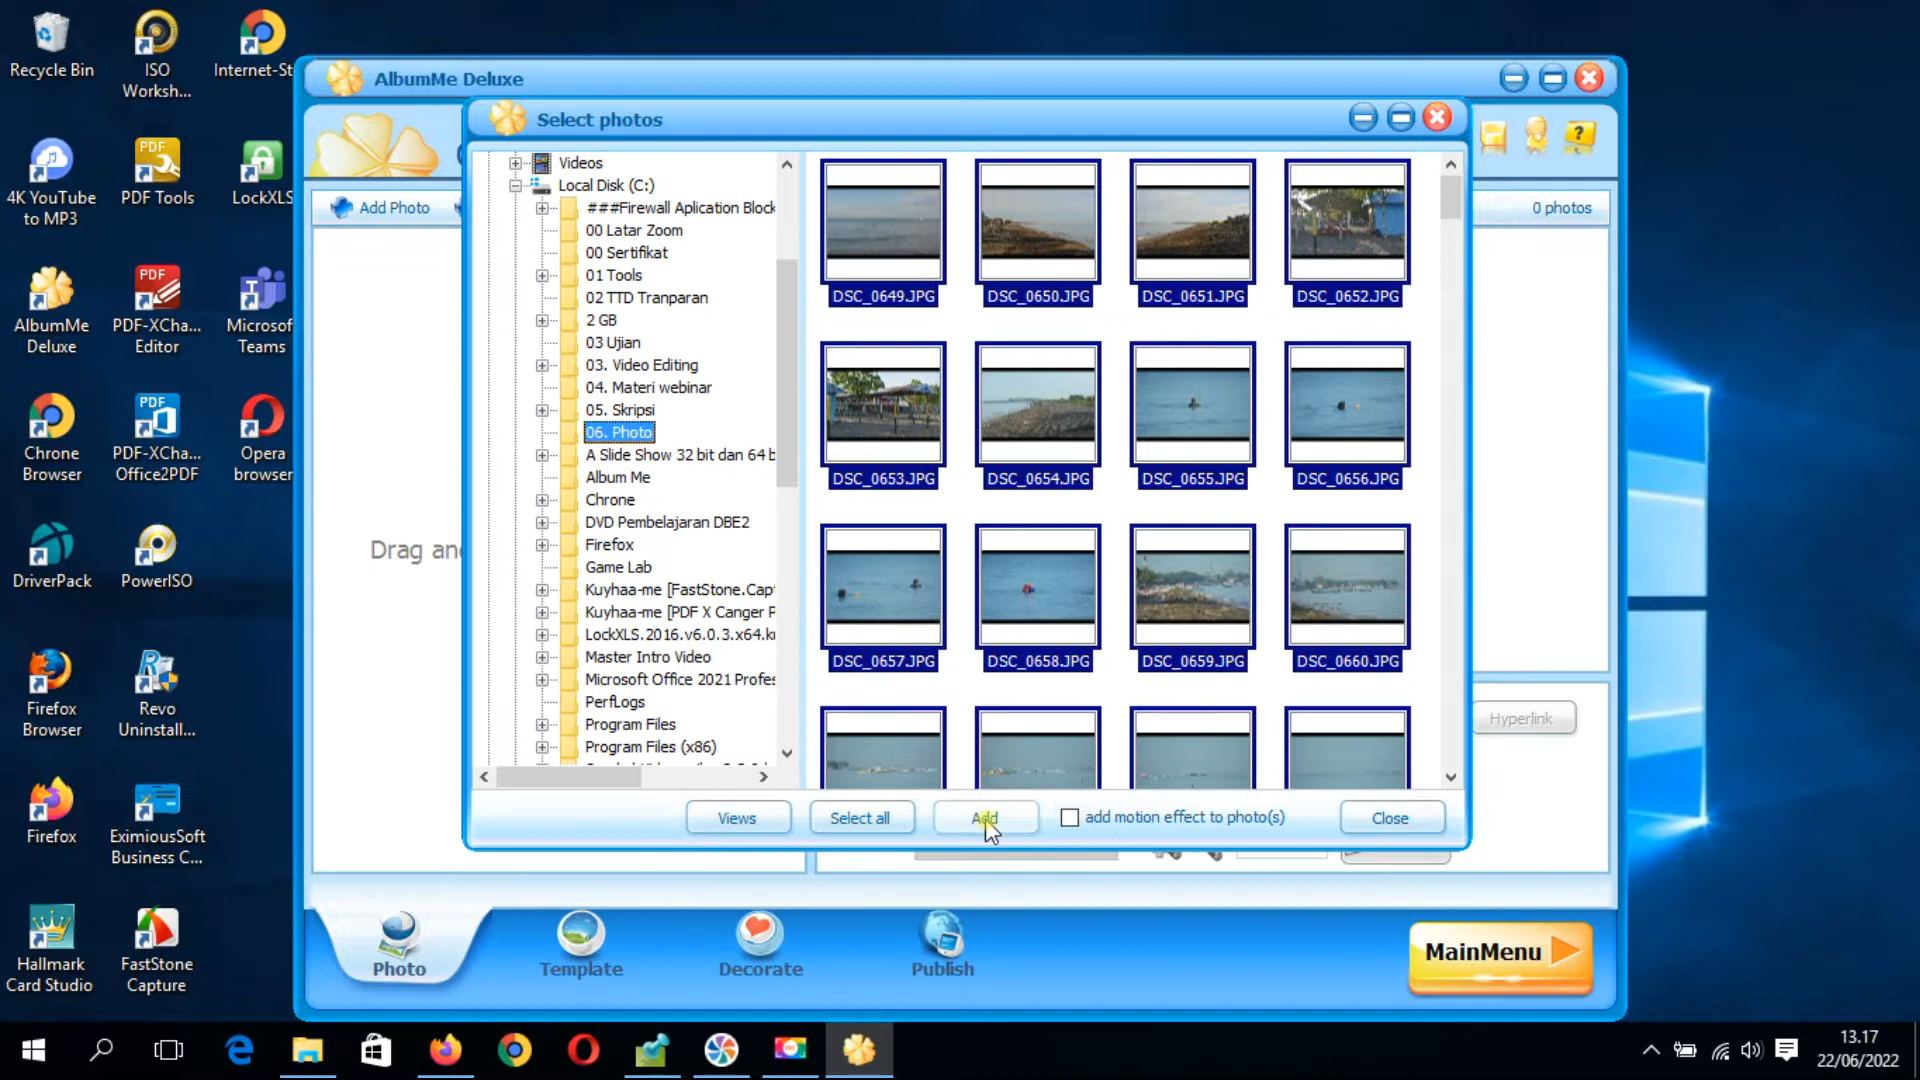 Recycle Bin
ISO
Worksh...
Internet-St
4K YouTube
to MP3
PDF Tools
LockXLS
AlbumMe
Deluxe
PDF-XCha...
Editor
Microsof
Teams
Chrome
Browser
PDF-XCha...
Office2PDF
Opera
browser
DriverPack
PowerISO
Firefox
Browser
Revo
Uninstall...
Firefox
EximiousSoft
Business C...
Hallmark
Card Studio
FastStone
Capture
AlbumMe Deluxe
Select photos
Add Photo
0 photos
Drag and
Videos
Local Disk (C:)
###Firewall Aplication Block
00 Latar Zoom
00 Sertifikat
01 Tools
02 TTD Tranparan
2 GB
03 Ujian
03. Video Editing
04. Materi webinar
05. Skripsi
06. Photo
A Slide Show 32 bit dan 64 b
Album Me
Chrone
DVD Pembelajaran DBE2
Firefox
Game Lab
Kuyhaa-me [FastStone.Cap
Kuyhaa-me [PDF X Canger P
LockXLS.2016.v6.0.3.x64.k
Master Intro Video
Microsoft Office 2021 Profes
PerfLogs
Program Files
Program Files (x86)
DSC_0649.JPG
DSC_0650.JPG
DSC_0651.JPG
DSC_0652.JPG
DSC_0653.JPG
DSC_0654.JPG
DSC_0655.JPG
DSC_0656.JPG
DSC_0657.JPG
DSC_0658.JPG
DSC_0659.JPG
DSC_0660.JPG
Hyperlink
Views
Select all
Add
add motion effect to photo(s)
Close
Photo
Template
Decorate
Publish
MainMenu
13.17
22/06/2022